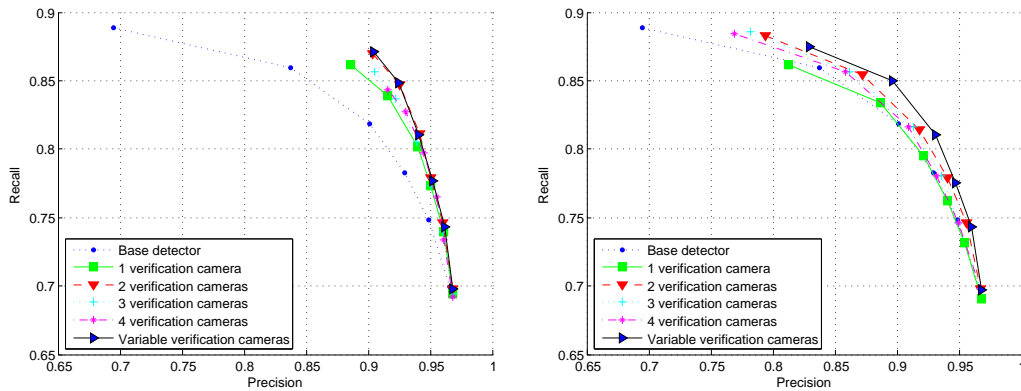 0.9
0.85
0.8
0.75
0.7
0.65
Recall
Base detector
1 verification camera
2 verification cameras
3 verification cameras
4 verification cameras
Variable verification cameras
0.65 0.7 0.75 0.8 0.85 0.9 0.95 1
Precision
0.9
0.85
0.8
0.75
0.7
0.65
Recall
Base detector
1 verification camera
2 verification cameras
3 verification cameras
4 verification cameras
Variable verification cameras
0.65 0.7 0.75 0.8 0.85 0.9 0.95 1
Precision